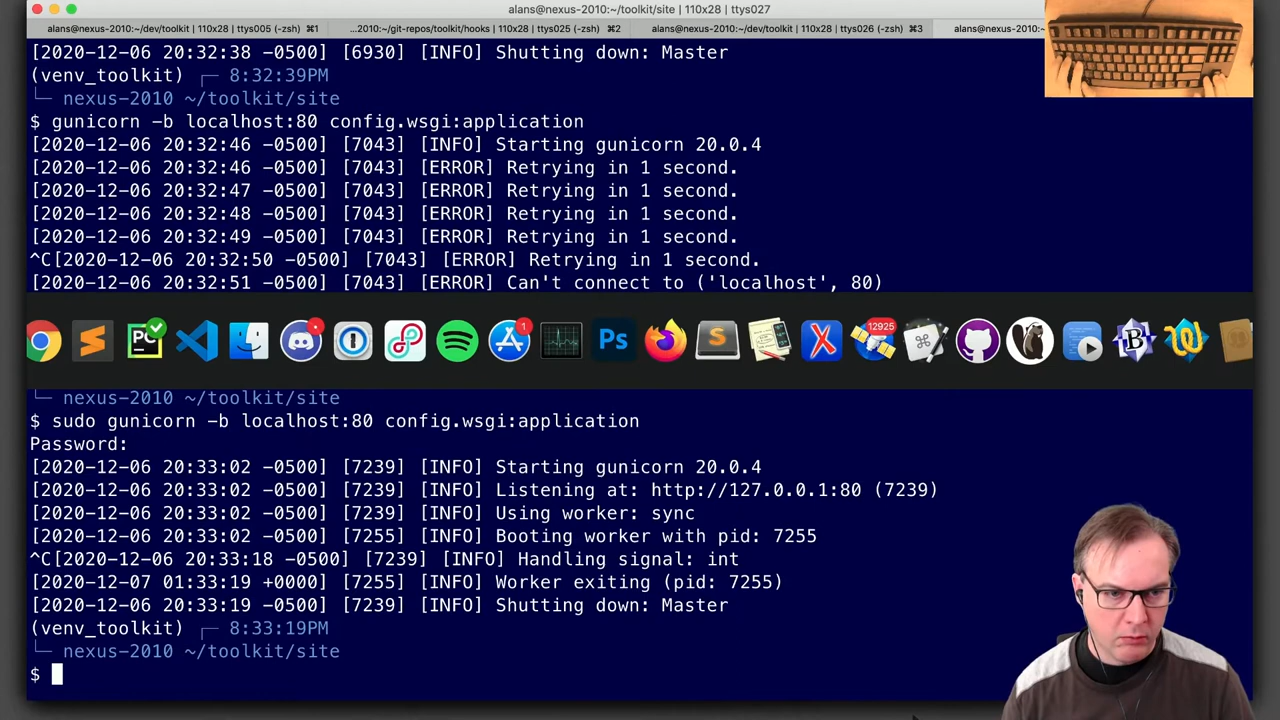 alans@nexus-2010:~/dev/toolkit/site | 110x28 | ttys027
alans@nexus-2010:~/dev/toolkit | 110x28 | ttys005 (-zsh) ⌘1
...2010:~/git-repos/toolkit/hooks | 110x28 | ttys025 (-zsh) ⌘2
alans@nexus-2010:~/dev/toolkit | 110x28 | ttys026 (-zsh) ⌘3
alans@nexus-2010:~
[2020-12-06 20:32:38 -0500] [6930] [INFO] Shutting down: Master
(venv_toolkit) ┌─ 8:32:39PM
└─ nexus-2010 ~/toolkit/site
$ gunicorn -b localhost:80 config.wsgi:application
[2020-12-06 20:32:46 -0500] [7043] [INFO] Starting gunicorn 20.0.4
[2020-12-06 20:32:46 -0500] [7043] [ERROR] Retrying in 1 second.
[2020-12-06 20:32:47 -0500] [7043] [ERROR] Retrying in 1 second.
[2020-12-06 20:32:48 -0500] [7043] [ERROR] Retrying in 1 second.
[2020-12-06 20:32:49 -0500] [7043] [ERROR] Retrying in 1 second.
^C[2020-12-06 20:32:50 -0500] [7043] [ERROR] Retrying in 1 second.
[2020-12-06 20:32:51 -0500] [7043] [ERROR] Can't connect to ('localhost', 80)
PC
1
Ps
S
X
12925
B
└─ nexus-2010 ~/toolkit/site
$ sudo gunicorn -b localhost:80 config.wsgi:application
Password:
[2020-12-06 20:33:02 -0500] [7239] [INFO] Starting gunicorn 20.0.4
[2020-12-06 20:33:02 -0500] [7239] [INFO] Listening at: http://127.0.0.1:80 (7239)
[2020-12-06 20:33:02 -0500] [7239] [INFO] Using worker: sync
[2020-12-06 20:33:02 -0500] [7255] [INFO] Booting worker with pid: 7255
^C[2020-12-06 20:33:18 -0500] [7239] [INFO] Handling signal: int
[2020-12-07 01:33:19 +0000] [7255] [INFO] Worker exiting (pid: 7255)
[2020-12-06 20:33:19 -0500] [7239] [INFO] Shutting down: Master
(venv_toolkit) ┌─ 8:33:19PM
└─ nexus-2010 ~/toolkit/site
$